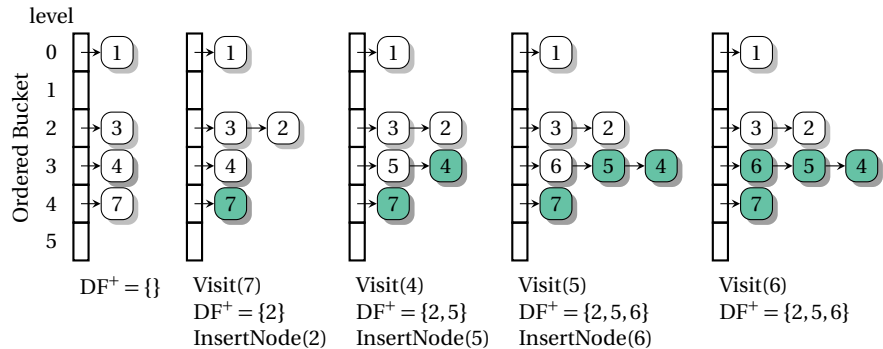 level
Ordered Bucket
0 1 1 1 1 1
1
2 3 3 2 3 2 3 2 3 2
3 4 4 5 4 6 5 4 6 5 4
4 7 7 7 7 7
5
DF+ = {} Visit(7) Visit(4) Visit(5) Visit(6)
DF+ = {2} DF+ = {2, 5} DF+ = {2, 5, 6} DF+ = {2, 5, 6}
InsertNode(2) InsertNode(5) InsertNode(6)